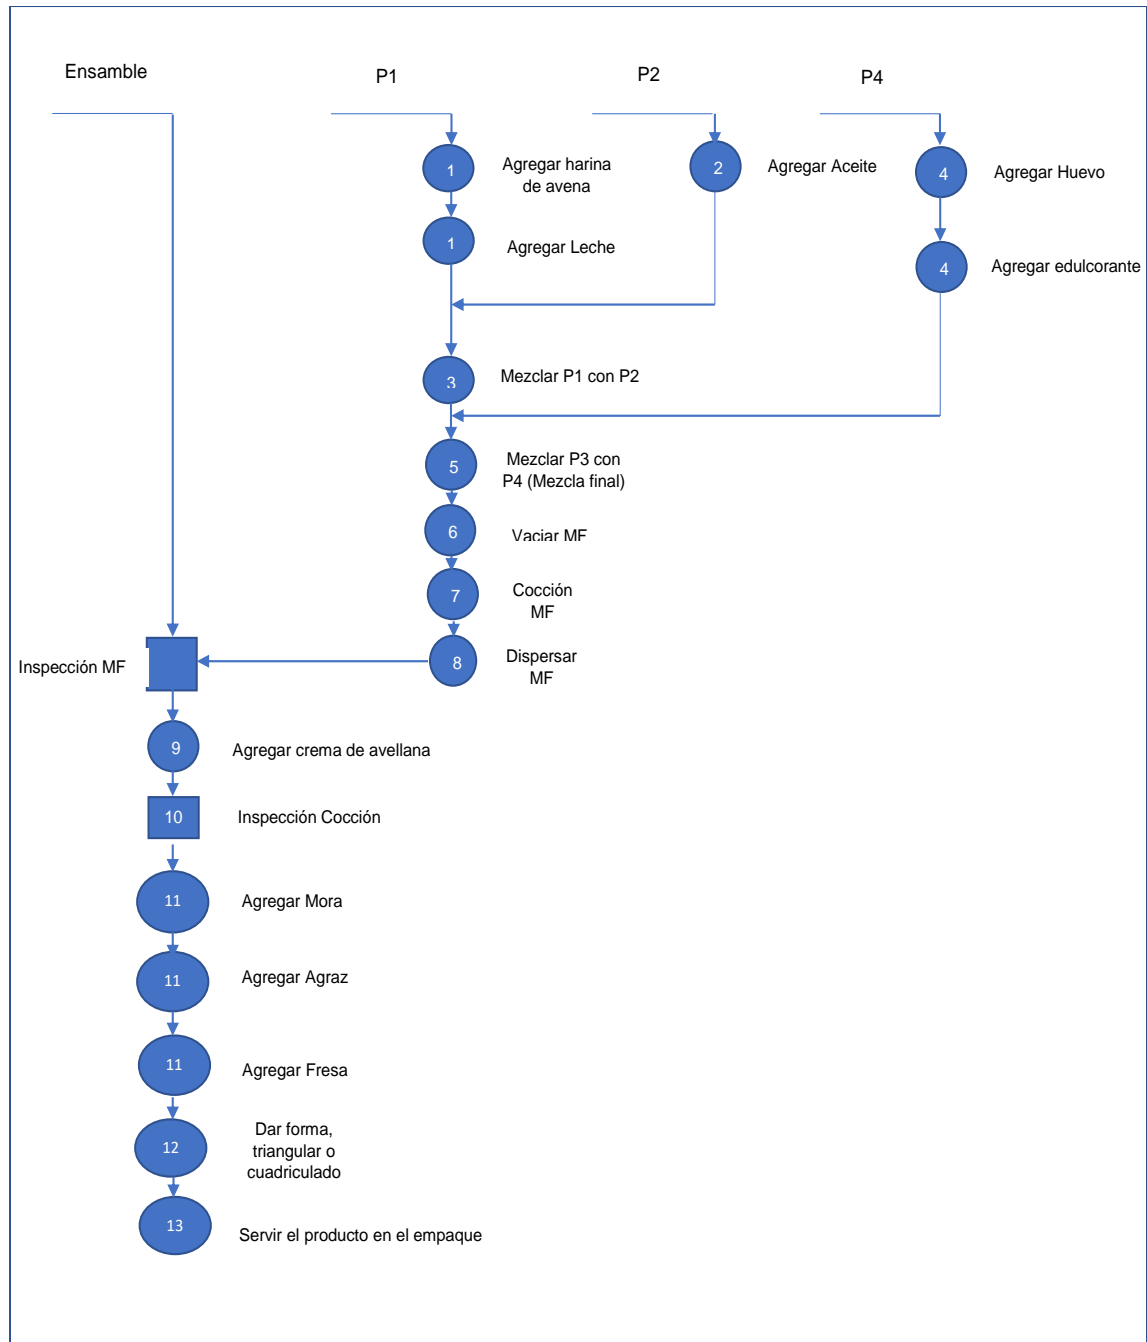 Ensamble
P1
P2
P4
1
Agregar harina
de avena
2
Agregar Aceite
4
Agregar Huevo
1
Agregar Leche
4
Agregar edulcorante
3
Mezclar P1 con P2
5
Mezclar P3 con
P4 (Mezcla final)
6
Vaciar MF
7
Cocción
MF
Inspección MF
8
Dispersar
MF
9
Agregar crema de avellana
10
Inspección Cocción
11
Agregar Mora
11
Agregar Agraz
11
Agregar Fresa
12
Dar forma,
triangular o
cuadriculado
13
Servir el producto en el empaque